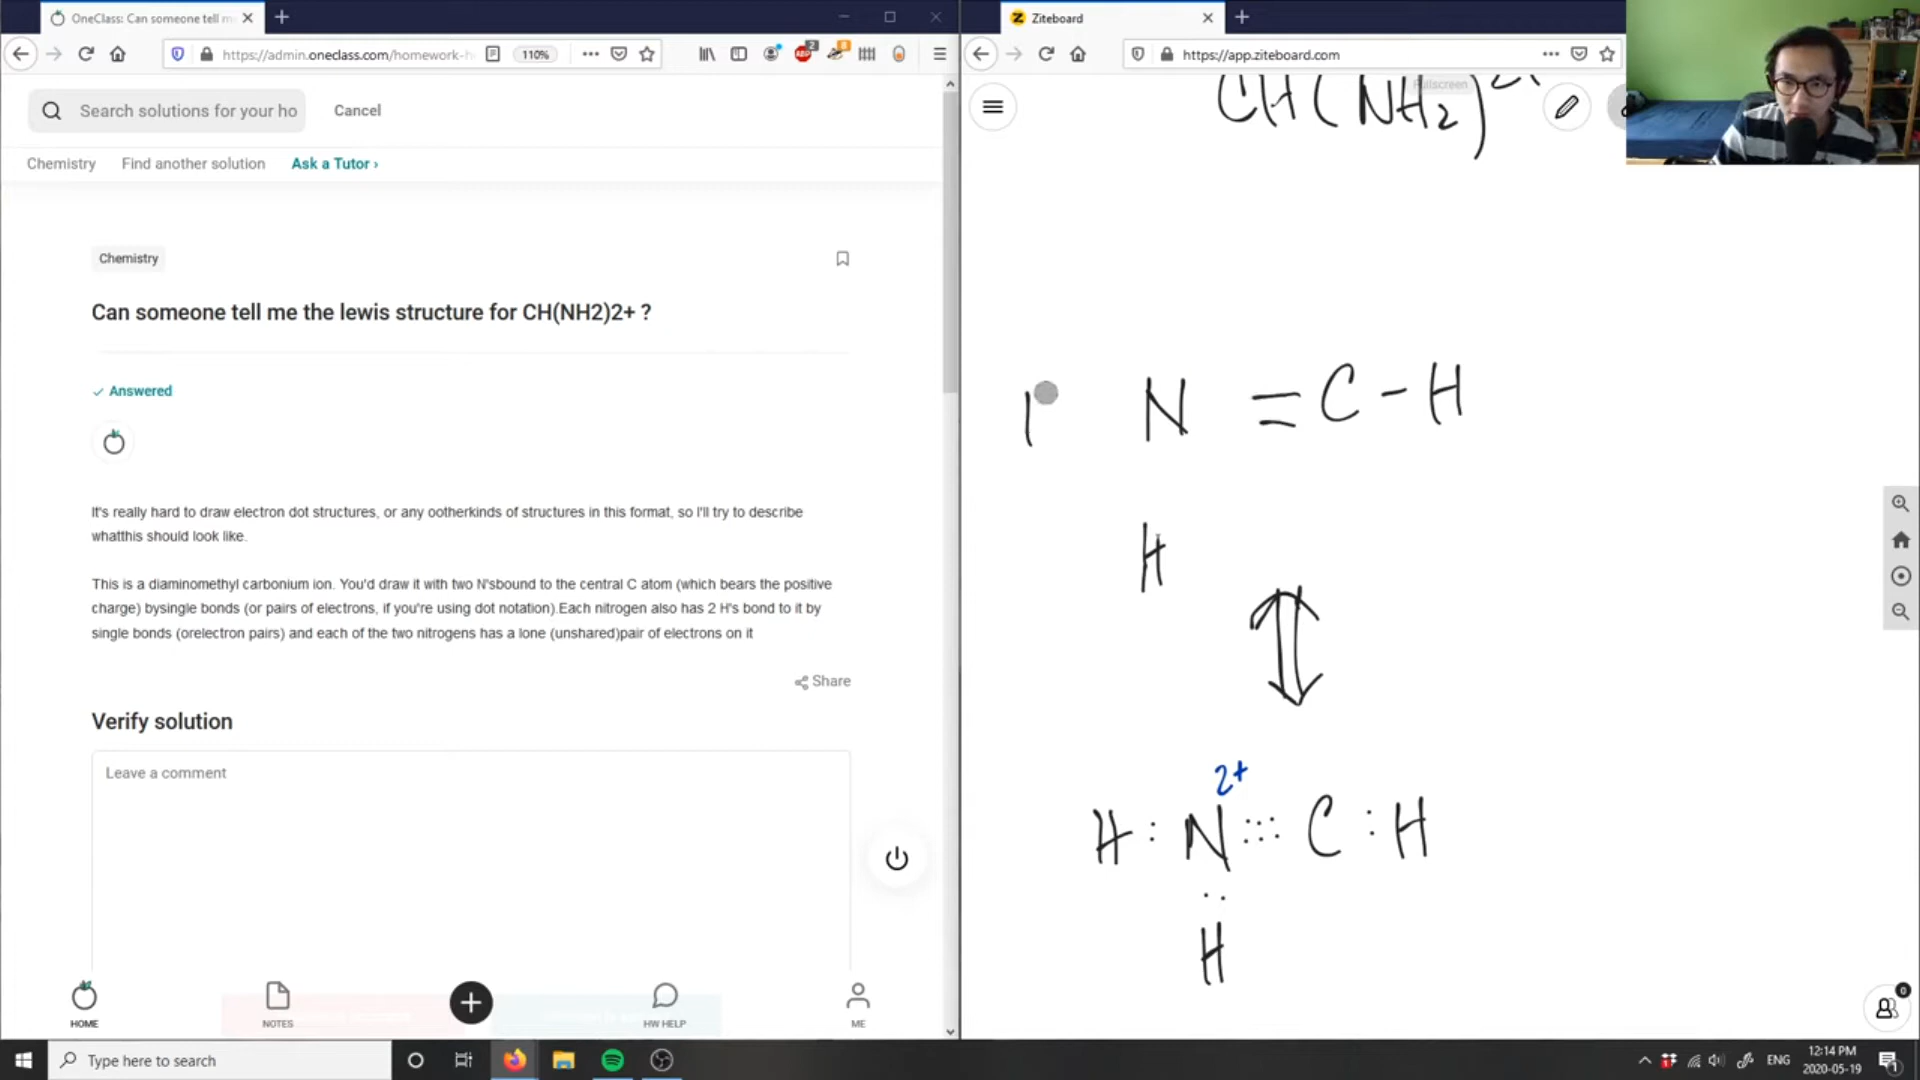 OneClass: Can someone tell m
Ziteboard
https://admin.oneclass.com/homework-h
110%
2
8
https://app.ziteboard.com
Search solutions for your ho
Cancel
Chemistry
Find another solution
Ask a Tutor ›
Chemistry
Can someone tell me the lewis structure for CH(NH2)2+ ?
Answered
It's really hard to draw electron dot structures, or any ootherkinds of structures in this format, so I'll try to describe
whatthis should look like.
This is a diaminomethyl carbonium ion. You'd draw it with two N'sbound to the central C atom (which bears the positive
charge) bysingle bonds (or pairs of electrons, if you're using dot notation).Each nitrogen also has 2 H's bond to it by
single bonds (orelectron pairs) and each of the two nitrogens has a lone (unshared)pair of electrons on it
Share
Verify solution
Leave a comment
HOME
NOTES
HW HELP
ME
Fullscreen
CH(NH2)2+
N = C - H
H
2+
H : N ::: C : H
..
H
0
Type here to search
ENG
12:14 PM
2020-05-19
1